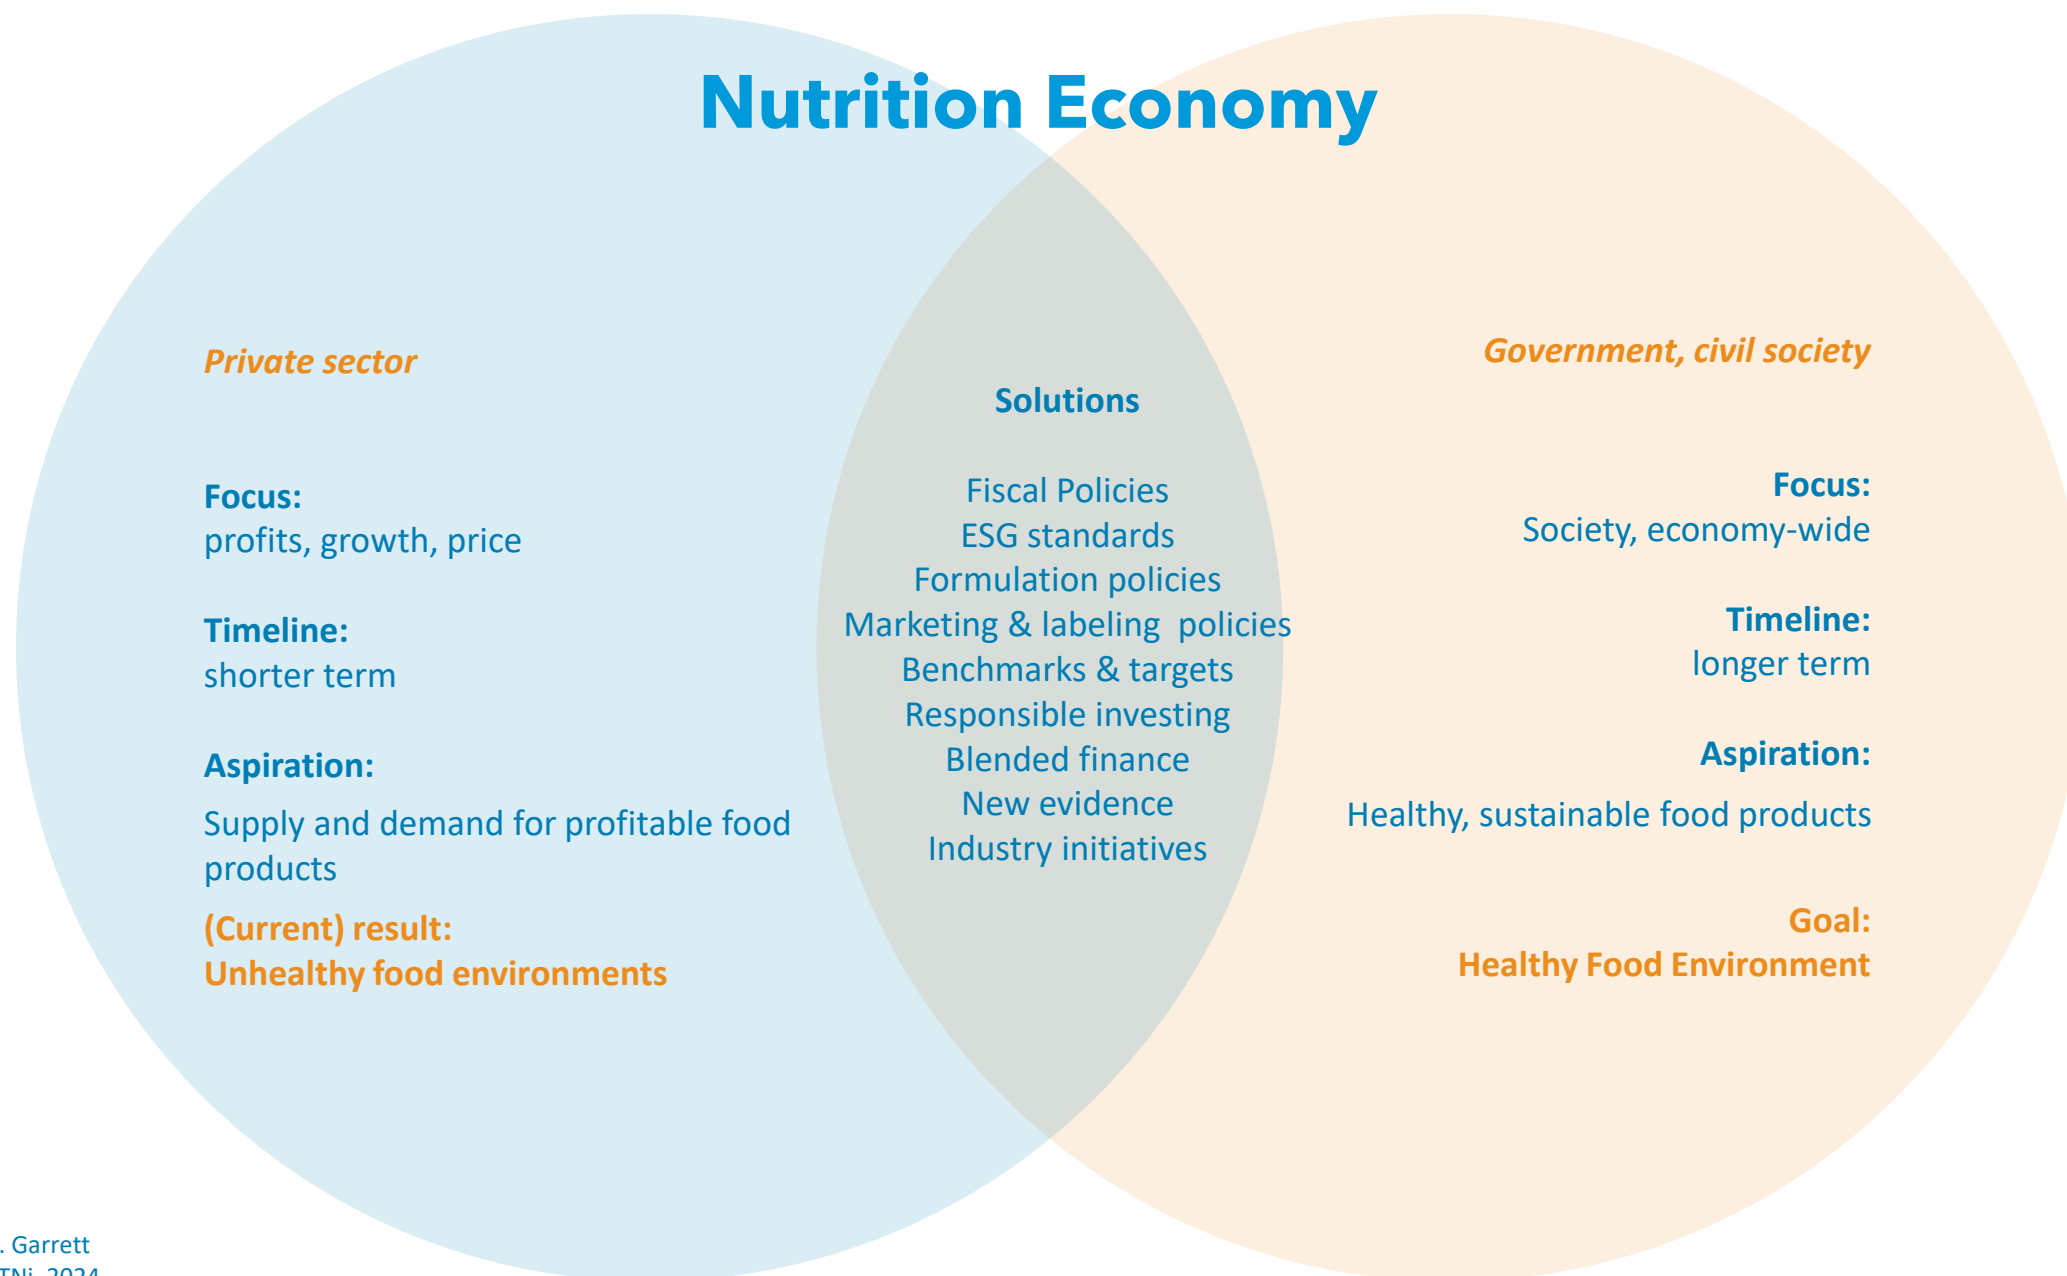 Nutrition Economy
Private sector
Focus:
profits, growth, price
Timeline:
shorter term
Aspiration:
Supply and demand for profitable food
products
(Current) result:
Unhealthy food environments
Solutions
Fiscal Policies
ESG standards
Formulation policies
Marketing & labeling policies
Benchmarks & targets
Responsible investing
Blended finance
New evidence
Industry initiatives
Government, civil society
Focus:
Society, economy-wide
Timeline:
longer term
Aspiration:
Healthy, sustainable food products
Goal:
Healthy Food Environment
. Garrett
2024